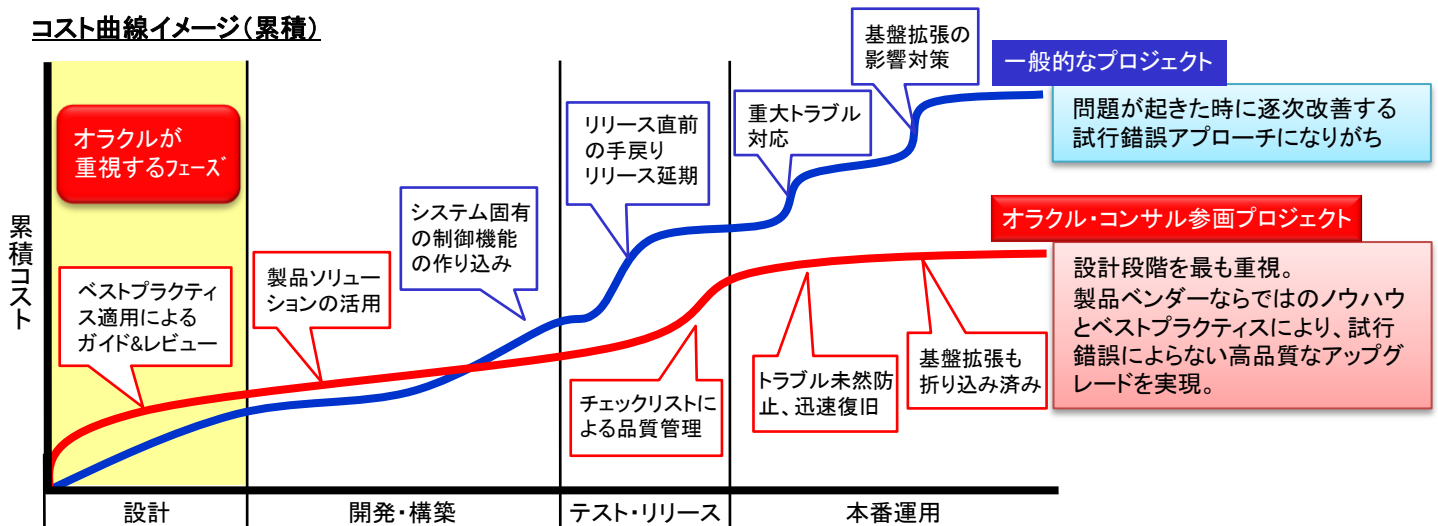 コスト曲線イメージ(累積)
オラクルが
重視するフェーズ
累積コスト
ベストプラクティ
ス適用による
ガイド&レビュー
製品ソリュー
ションの活用
システム固有
の制御機能
の作り込み
リリース直前
の手戻り
リリース延期
チェックリストに
よる品質管理
重大トラブル
対応
基盤拡張の
影響対策
トラブル未然防
止、迅速復旧
基盤拡張も
折り込み済み
一般的なプロジェクト
問題が起きた時に逐次改善する
試行錯誤アプローチになりがち
オラクル・コンサル参画プロジェクト
設計段階を最も重視。
製品ベンダーならではのノウハウ
とベストプラクティスにより、試行
錯誤によらない高品質なアップグ
レードを実現。
設計
開発・構築
テスト・リリース
本番運用